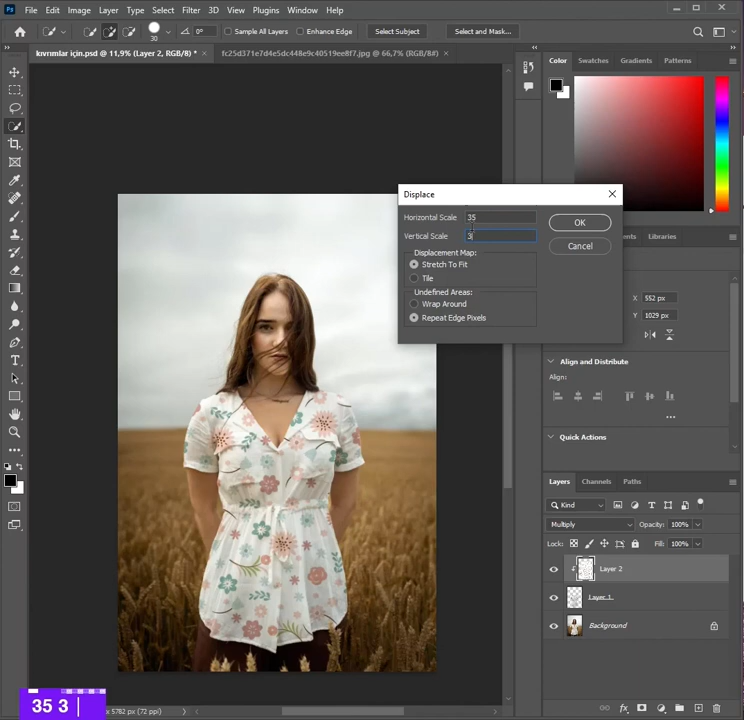 Ps File Edit Image Layer Type Select Filter 3D View Plugins Window Help
30 0° Sample All Layers Enhance Edge Select Subject Select and Mask...
kıvrımlar için.psd @ 11,9% (Layer 2, RGB/8) * × fc25d371e7d4e5dc448e9c40519ee8f7.jpg @ 66,7% (RGB/8#) ×
Color Swatches Gradients Patterns
Displace
Horizontal Scale 35
OK
Vertical Scale 3
Cancel
Displacement Map:
Stretch To Fit
Tile
Undefined Areas:
Wrap Around
Repeat Edge Pixels
Libraries
X 552 px
Y 1029 px
Align and Distribute
Align:
Quick Actions
Layers Channels Paths
Kind
Multiply Opacity: 100%
Lock: Fill: 100%
Layer 2
Layer 1
Background
5782 px (72 ppi)
35 3